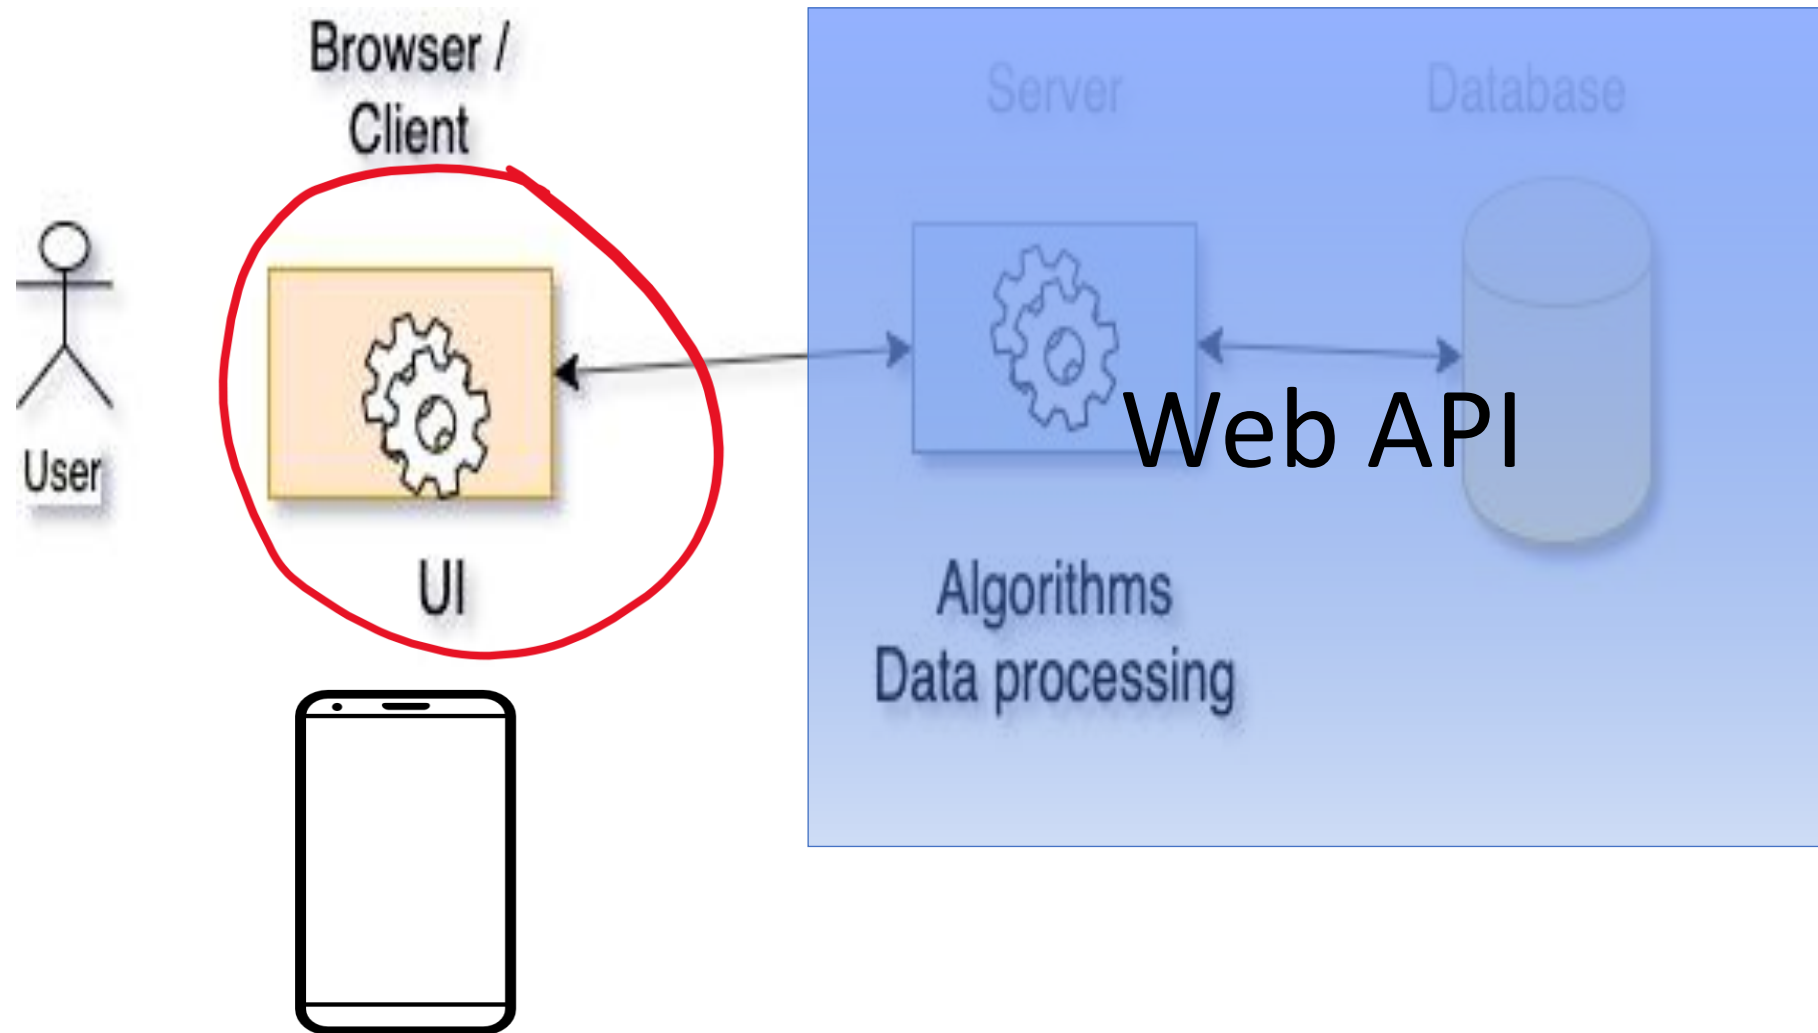 Browser /
Client
Server
Database
User
UI
Web API
Algorithms
Data processing